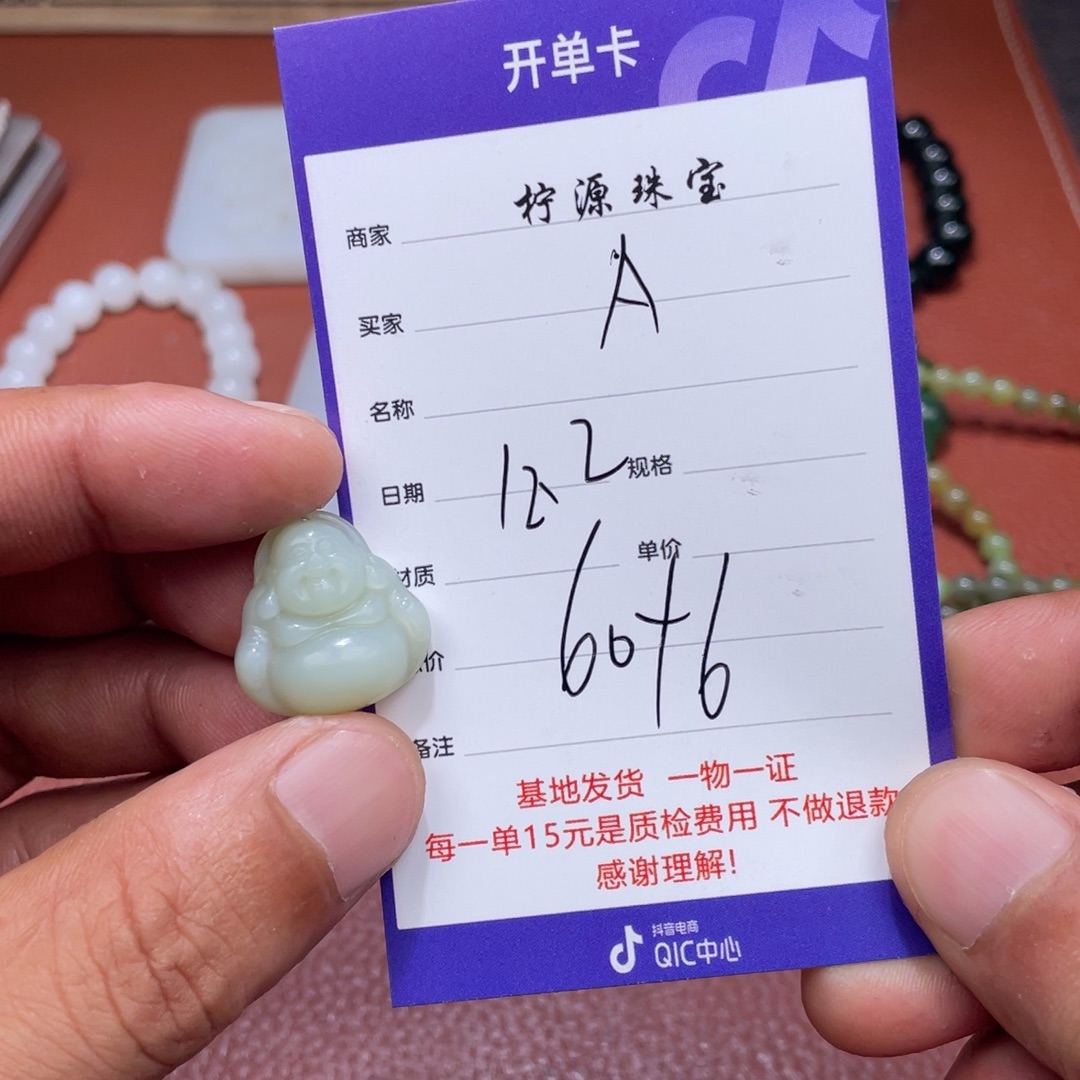 开单卡
商家 柠源珠宝
买家 A
名称
日期 12、2 规格
材质 单价
价 60+6
备注
基地发货 一物一证
每一单15元是质检费用 不做退款
感谢理解!
抖音电商
QIC中心